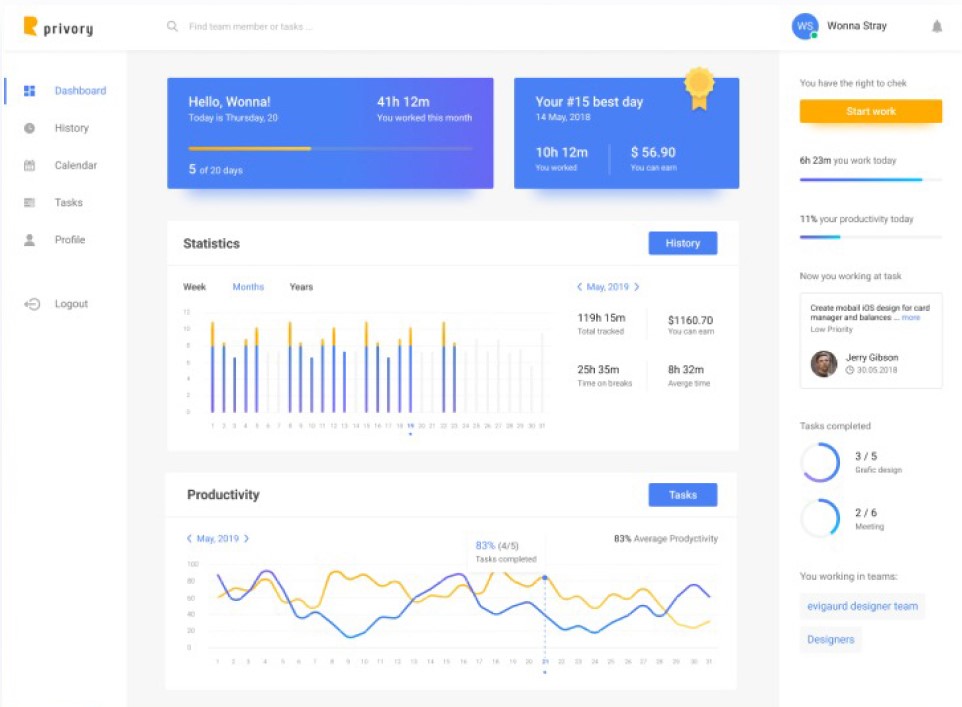 privory
Find team member or tasks ...
WS
Wonna Stray
Dashboard
History
Calendar
Tasks
Profile
Logout
Hello, Wonna!
Today is Thursday, 20
41h 12m
You worked this month
5 of 20 days
Your #15 best day
14 May, 2018
10h 12m
You worked
$ 56.90
You can earn
Statistics
History
Week Months Years
May, 2019
12
10
8
6
4
2
0
1 2 3 4 5 6 7 8 9 10 11 12 13 14 15 16 17 18 19 20 21 22 23 24 25 26 27 28 29 30 31
119h 15m
Total tracked
$1160.70
You can earn
25h 35m
Time on breaks
8h 32m
Averge time
Productivity
Tasks
May, 2019
83% (4/5)
Tasks completed
83% Average Prodyctivity
100
80
60
40
20
0
1 2 3 4 5 6 7 8 9 10 11 12 13 14 15 16 17 18 19 20 21 22 23 24 25 26 27 28 29 30 31
You have the right to chek
Start work
6h 23m you work today
11% your productivity today
Now you working at task
Create mobail iOS design for card
manager and balances ... more
Low Priority
Jerry Gibson
30.05.2018
Tasks completed
3 / 5
Grafic design
2 / 6
Meeting
You working in teams:
evigaurd designer team
Designers